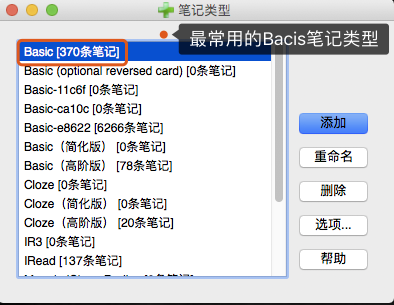 笔记类型
最常用的Bacis笔记类型
Basic [370条笔记]
Basic (optional reversed card) [0条笔记]
Basic-11c6f [0条笔记]
Basic-ca10c [0条笔记]
Basic-e8622 [6266条笔记]
Basic（简化版） [0条笔记]
Basic（高阶版） [78条笔记]
Cloze [0条笔记]
Cloze（简化版） [0条笔记]
Cloze（高阶版） [20条笔记]
IR3 [0条笔记]
IRead [137条笔记]
添加
重命名
删除
选项...
帮助